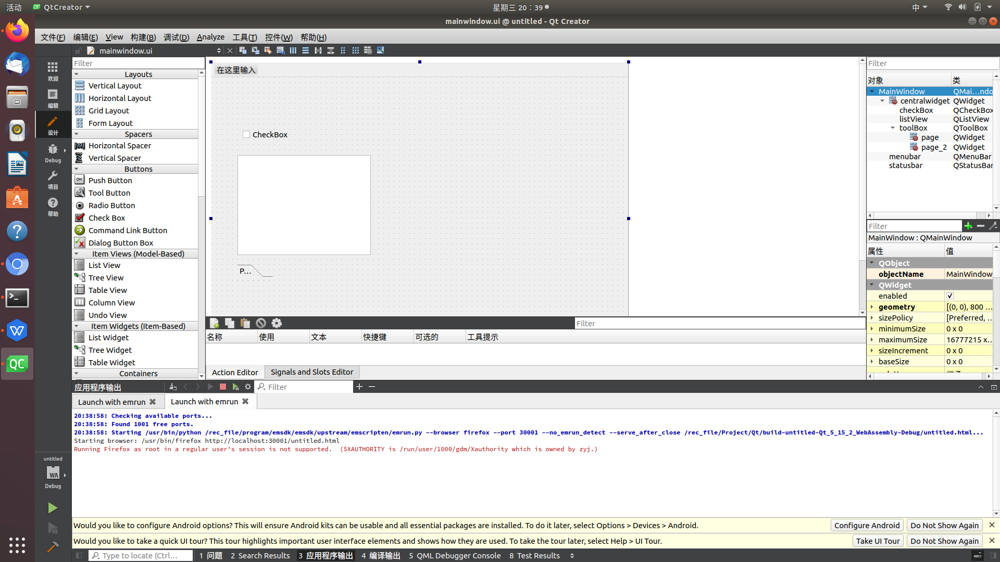 活动
QtCreator
星期三 20：39
中
mainwindow.ui @ untitled - Qt Creator
文件(F) 编辑(E) View 构建(B) 调试(D) Analyze 工具(T) 控件(W) 帮助(H)
mainwindow.ui
欢迎
编辑
设计
Debug
项目
帮助
untitled
WA
Debug
QC
Filter
Layouts
Vertical Layout
Horizontal Layout
Grid Layout
Form Layout
Spacers
Horizontal Spacer
Vertical Spacer
Buttons
OK Push Button
Tool Button
Radio Button
Check Box
Command Link Button
Dialog Button Box
Item Views (Model-Based)
List View
Tree View
Table View
Column View
Undo View
Item Widgets (Item-Based)
List Widget
Tree Widget
Table Widget
Containers
在这里输入
CheckBox
P...
Filter
名称 使用 文本 快捷键 可选的 工具提示
Action Editor Signals and Slots Editor
Filter
对象 类
MainWindow QMai...ndo
centralwidget QWidget
checkBox QCheckBox
listView QListView
toolBox QToolBox
page QWidget
page_2 QWidget
menubar QMenuBar
statusbar QStatusBar
Filter
MainWindow : QMainWindow
属性 值
QObject
objectName MainWindow
QWidget
enabled
geometry [(0, 0), 800 ...
sizePolicy [Preferred, ...
minimumSize 0 x 0
maximumSize 16777215 x...
sizeIncrement 0 x 0
baseSize 0 x 0
应用程序输出 Filter
Launch with emrun Launch with emrun
20:38:58: Checking available ports...
20:38:58: Found 1001 free ports.
20:38:58: Starting /usr/bin/python /rec_file/program/emsdk/emsdk/upstream/emscripten/emrun.py --browser firefox --port 30001 --no_emrun_detect --serve_after_close /rec_file/Project/Qt/build-untitled-Qt_5_15_2_WebAssembly-Debug/untitled.html...
Starting browser: /usr/bin/firefox http://localhost:30001/untitled.html
Running Firefox as root in a regular user's session is not supported.  ($XAUTHORITY is /run/user/1000/gdm/Xauthority which is owned by zyj.)
Would you like to configure Android options? This will ensure Android kits can be usable and all essential packages are installed. To do it later, select Options > Devices > Android. Configure Android Do Not Show Again
Would you like to take a quick UI tour? This tour highlights important user interface elements and shows how they are used. To take the tour later, select Help > UI Tour. Take UI Tour Do Not Show Again
Type to locate (Ctrl... 1 问题 2 Search Results 3 应用程序输出 4 编译输出 5 QML Debugger Console 8 Test Results